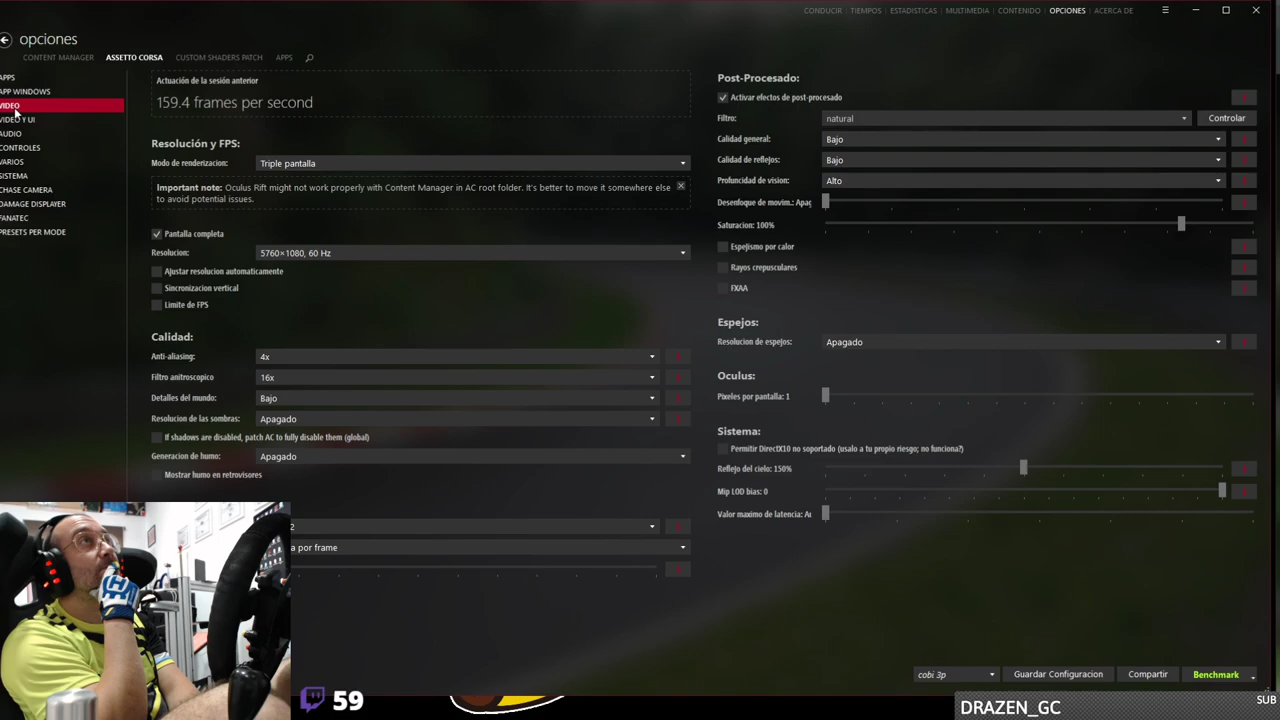 CONDUCIR TIEMPOS ESTADISTICAS MULTIMEDIA CONTENIDO OPCIONES ACERCA DE
opciones
CONTENT MANAGER ASSETTO CORSA CUSTOM SHADERS PATCH APPS
APPS
APP WINDOWS
VIDEO
VIDEO Y UI
AUDIO
CONTROLES
VARIOS
SISTEMA
CHASE CAMERA
DAMAGE DISPLAYER
FANATEC
PRESETS PER MODE
Actuación de la sesión anterior
159.4 frames per second
Resolución y FPS:
Modo de renderizacion: Triple pantalla
Important note: Oculus Rift might not work properly with Content Manager in AC root folder. It's better to move it somewhere else
to avoid potential issues.
Pantalla completa
Resolucion: 5760×1080, 60 Hz
Ajustar resolucion automaticamente
Sincronizacion vertical
Limite de FPS
Calidad:
Anti-aliasing: 4x
Filtro anitroscopico 16x
Detalles del mundo: Bajo
Resolucion de las sombras: Apagado
If shadows are disabled, patch AC to fully disable them (global)
Generacion de humo: Apagado
Mostrar humo en retrovisores
2
a por frame
Post-Procesado:
Activar efectos de post-procesado
Filtro: natural Controlar
Calidad general: Bajo
Calidad de reflejos: Bajo
Profuncidad de vision: Alto
Desenfoque de movim.: Apag
Saturacion: 100%
Espejismo por calor
Rayos crepusculares
FXAA
Espejos:
Resolucion de espejos: Apagado
Oculus:
Pixeles por pantalla: 1
Sistema:
Permitir DirectX10 no soportado (usalo a tu propio riesgo; no funciona?)
Reflejo del cielo: 150%
Mip LOD bias: 0
Valor maximo de latencia: Au
cobi 3p Guardar Configuracion Compartir Benchmark
59
DRAZEN_GC
SUB